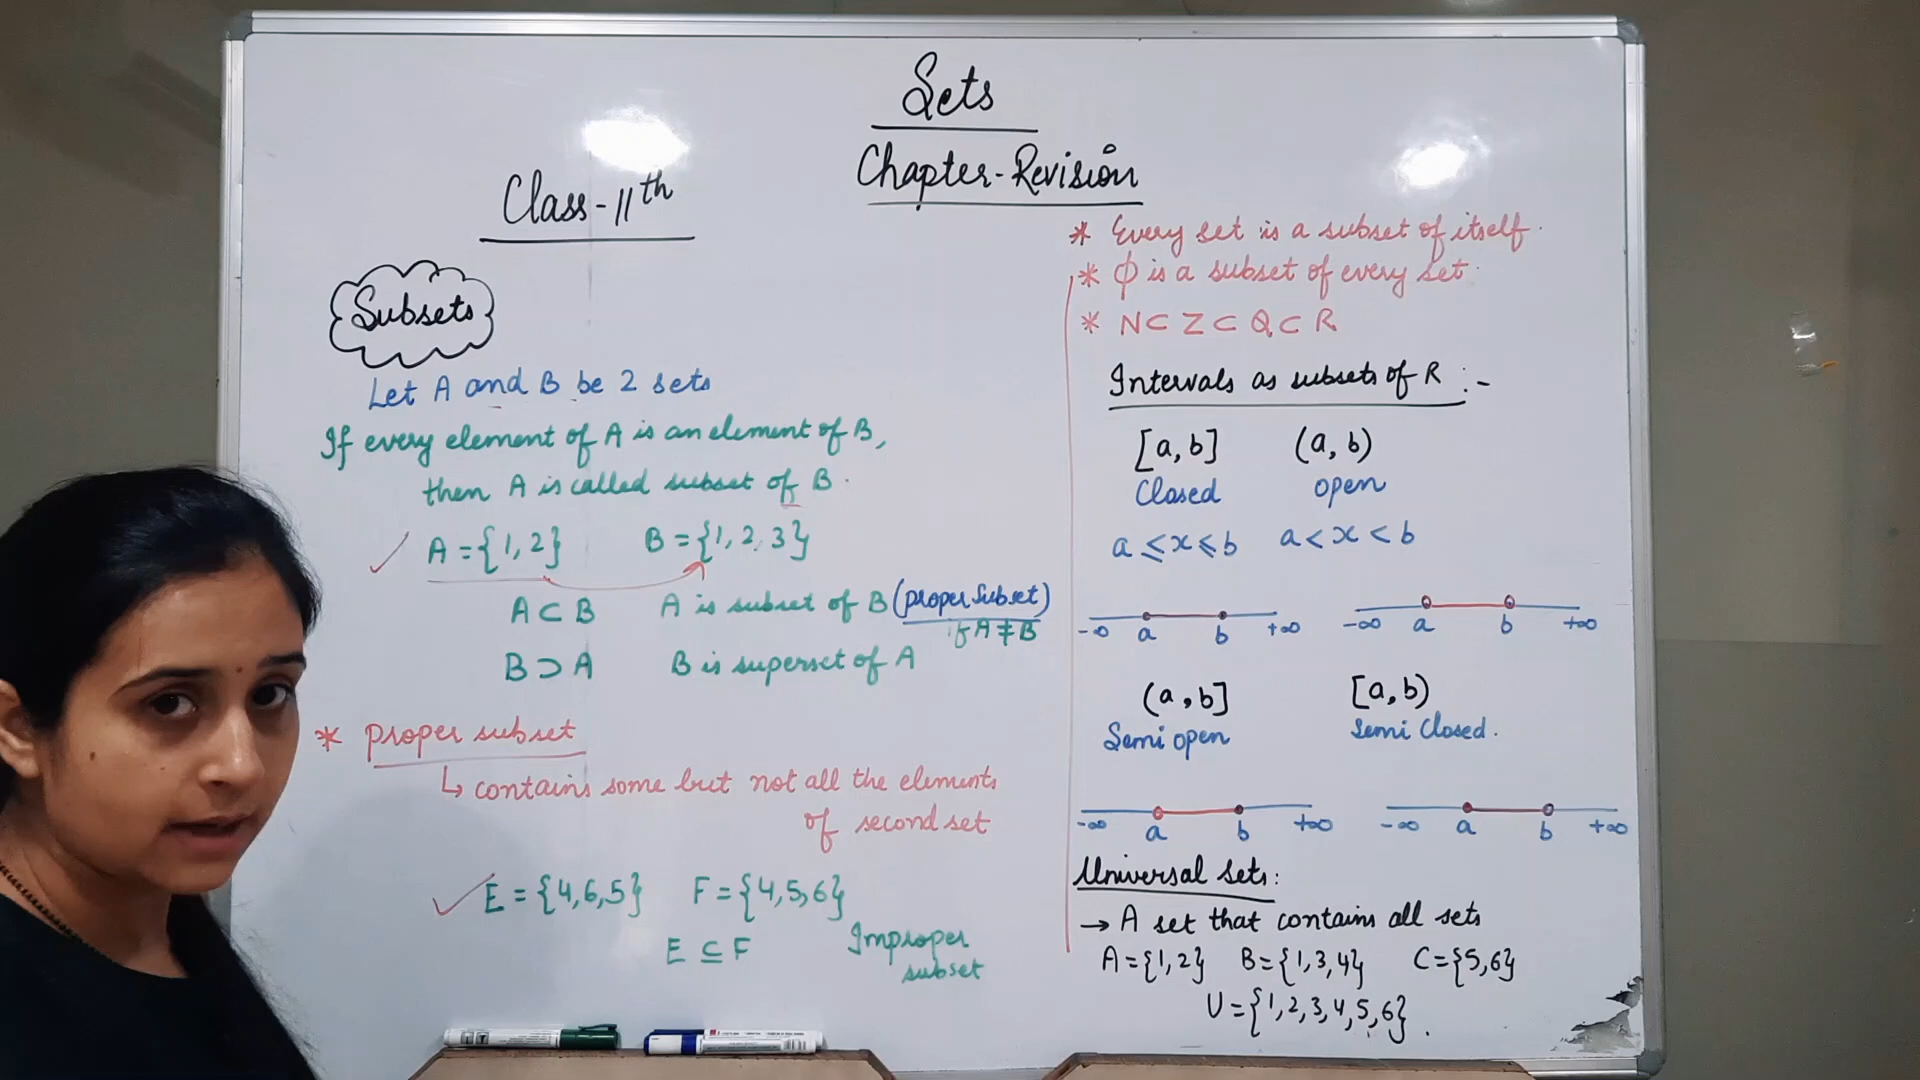 Sets
Chapter-Revision
Class-11th
Subsets
Let A and B be 2 sets
If every element of A is an element of B,
then A is called subset of B.
A = {1, 2} B = {1, 2, 3}
A ⊂ B A is subset of B (proper subset)
if A ≠ B
B ⊃ A B is superset of A
* proper subset
↳ contains some but not all the elements
of second set
E = {4,6,5} F = {4,5,6}
E ⊆ F Improper
subset
* Every set is a subset of itself.
* ϕ is a subset of every set.
* N ⊂ Z ⊂ Q ⊂ R
Intervals as subsets of R :-
[a, b] (a, b)
Closed open
a ≤ x ≤ b a < x < b
-∞ a b +∞ -∞ a b +∞
(a, b] [a, b)
Semi open Semi Closed.
-∞ a b +∞ -∞ a b +∞
Universal Sets:
→ A set that contains all sets
A = {1,2} B = {1,3,4} C = {5,6}
U = {1,2,3,4,5,6}.